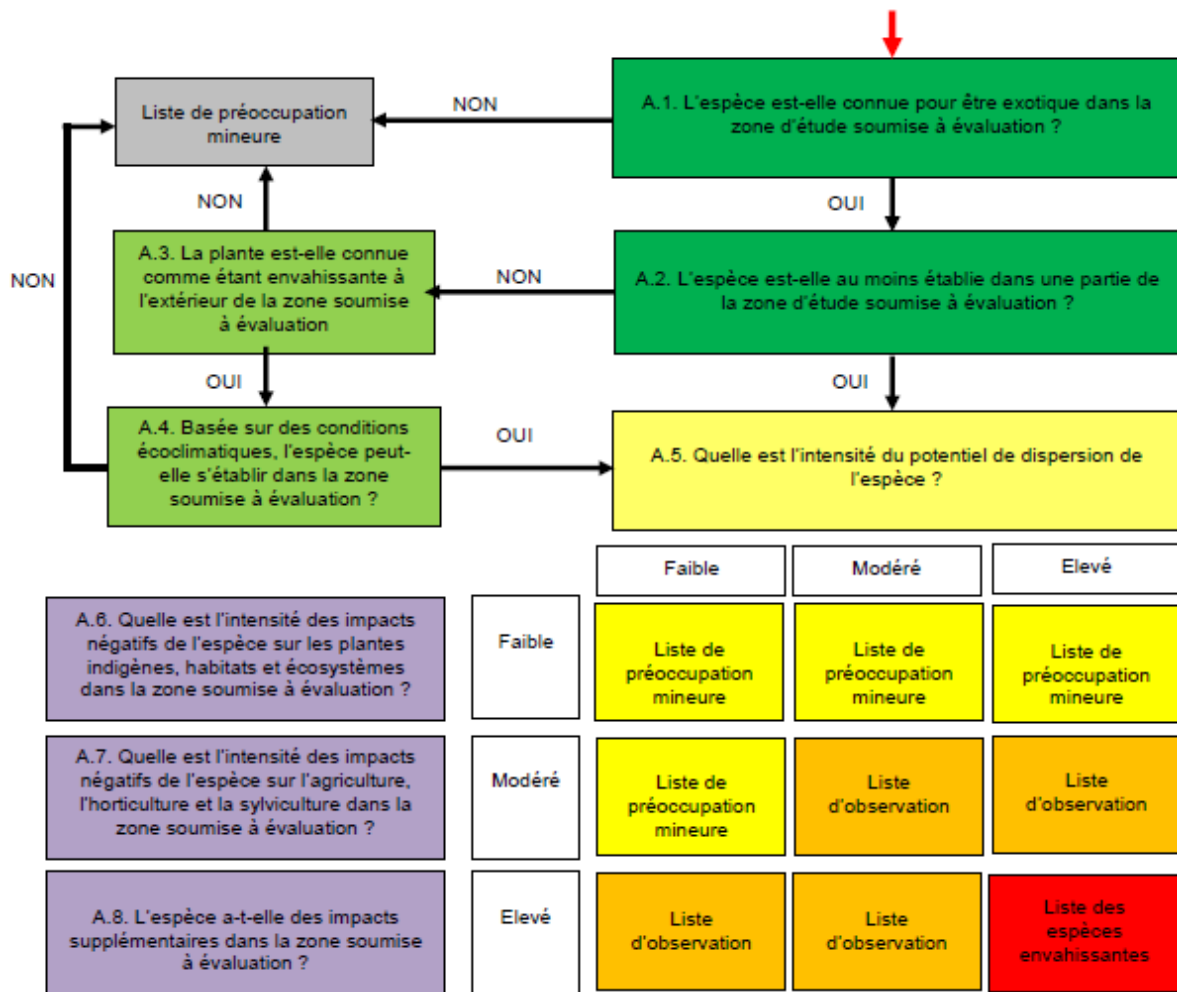 Liste de préoccupation
mineure
NON
A.1. L'espèce est-elle connue pour être exotique dans la
zone d'étude soumise à évaluation ?
NON
OUI
NON
A.3. La plante est-elle connue
comme étant envahissante à
l'extérieur de la zone soumise
à évaluation
NON
A.2. L'espèce est-elle au moins établie dans une partie de
la zone d'étude soumise à évaluation ?
OUI
OUI
A.4. Basée sur des conditions
écoclimatiques, l'espèce peut-
elle s'établir dans la zone
soumise à évaluation ?
OUI
A.5. Quelle est l'intensité du potentiel de dispersion de
l'espèce ?
Faible
Modéré
Elevé
A.6. Quelle est l'intensité des impacts
négatifs de l'espèce sur les plantes
indigènes, habitats et écosystèmes
dans la zone soumise à évaluation ?
Faible
Liste de
préoccupation
mineure
Liste de
préoccupation
mineure
Liste de
préoccupation
mineure
A.7. Quelle est l'intensité des impacts
négatifs de l'espèce sur l'agriculture,
l'horticulture et la sylviculture dans la
zone soumise à évaluation ?
Modéré
Liste de
préoccupation
mineure
Liste
d'observation
Liste
d'observation
A.8. L'espèce a-t-elle des impacts
supplémentaires dans la zone soumise
à évaluation ?
Elevé
Liste
d'observation
Liste
d'observation
Liste des
espèces
envahissantes